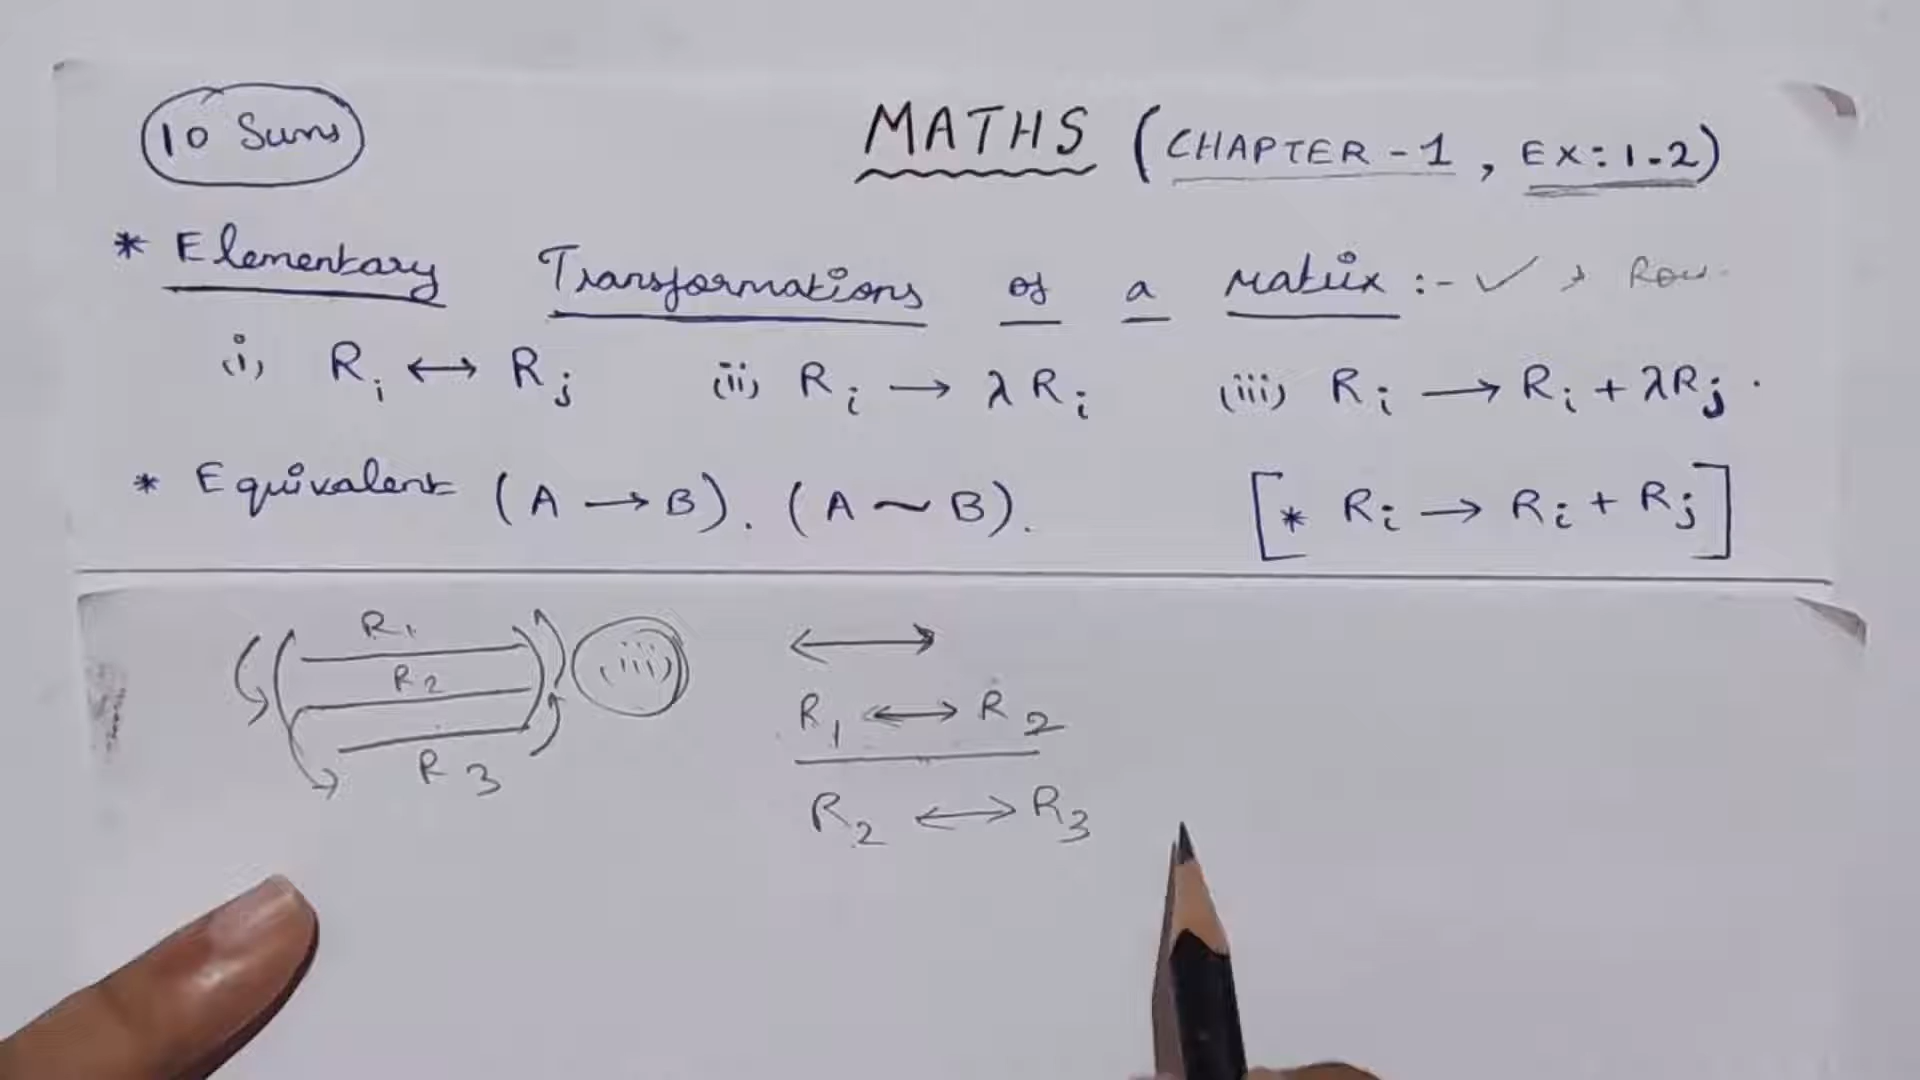 10 Sums
MATHS (CHAPTER-1, EX: 1.2)
* Elementary Transformations of a Matrix :- ✓ → Row
(i) Rᵢ ↔ Rⱼ (ii) Rᵢ → λRᵢ (iii) Rᵢ → Rᵢ + λRⱼ .
* Equivalent (A → B). (A ~ B). [* Rᵢ → Rᵢ + Rⱼ]
R₁
R₂
R₃
(iii)
↔
R₁ ↔ R₂
R₂ ↔ R₃